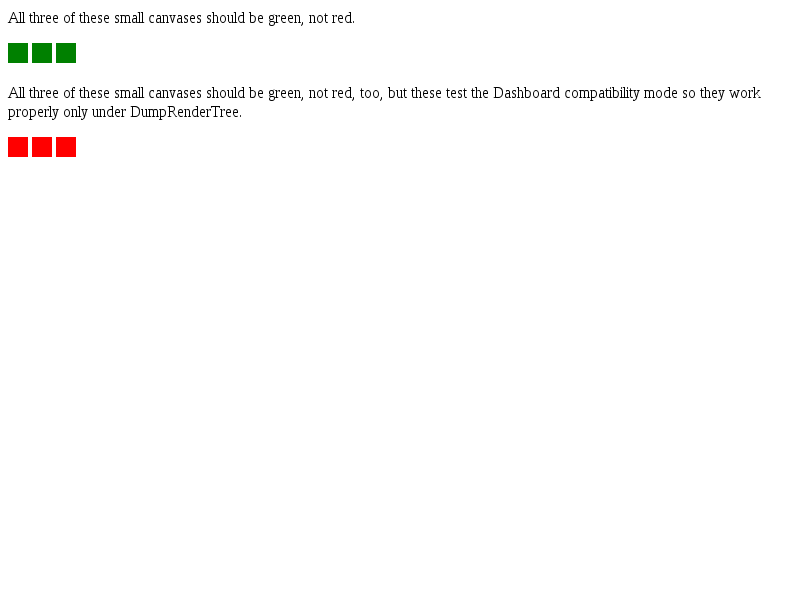 All three of these small canvases should be green, not red.
All three of these small canvases should be green, not red, too, but these test the Dashboard compatibility mode so they work
properly only under DumpRenderTree.